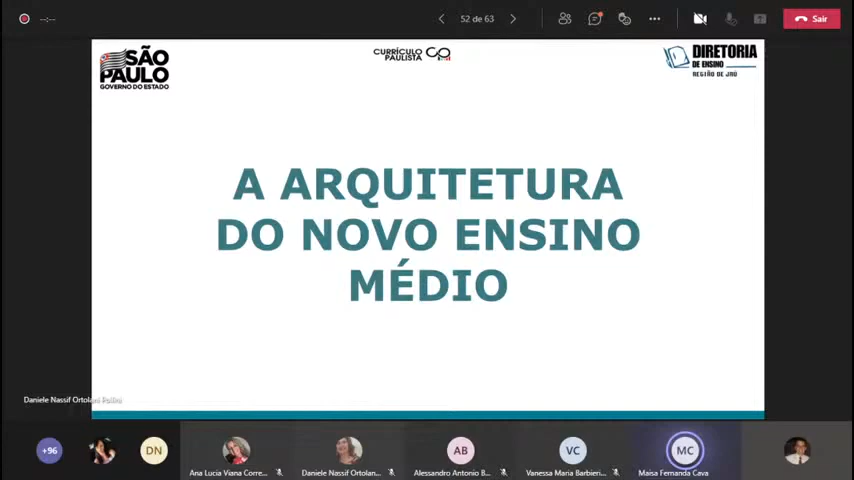 --:--
52 de 63
Sair
SÃO
PAULO
GOVERNO DO ESTADO
CURRÍCULO
PAULISTA
DIRETORIA
DE ENSINO
REGIÃO DE JAÚ
A ARQUITETURA
DO NOVO ENSINO
MÉDIO
Daniele Nassif Ortolani Pollini
+96
DN
AB
VC
MC
Ana Lucia Viana Corre...
Daniele Nassif Ortolan...
Alessandro Antonio B...
Vanessa Maria Barbieri...
Maisa Fernanda Cava